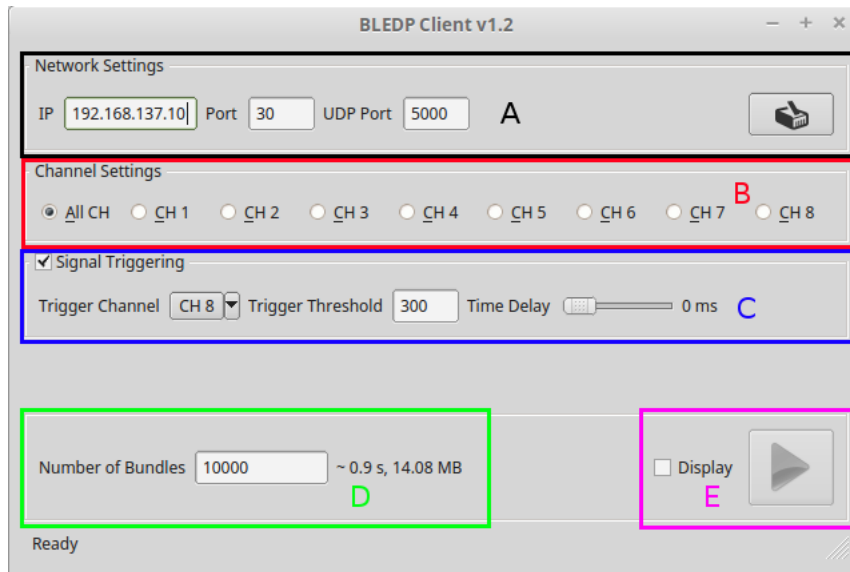 BLEDP Client v1.2
Network Settings
IP 192.168.137.10 Port 30 UDP Port 5000 A
Channel Settings
All CH CH 1 CH 2 CH 3 CH 4 CH 5 CH 6 CH 7 B CH 8
Signal Triggering
Trigger Channel CH 8 Trigger Threshold 300 Time Delay 0 ms C
Number of Bundles 10000 ~ 0.9 s, 14.08 MB Display
D E
Ready